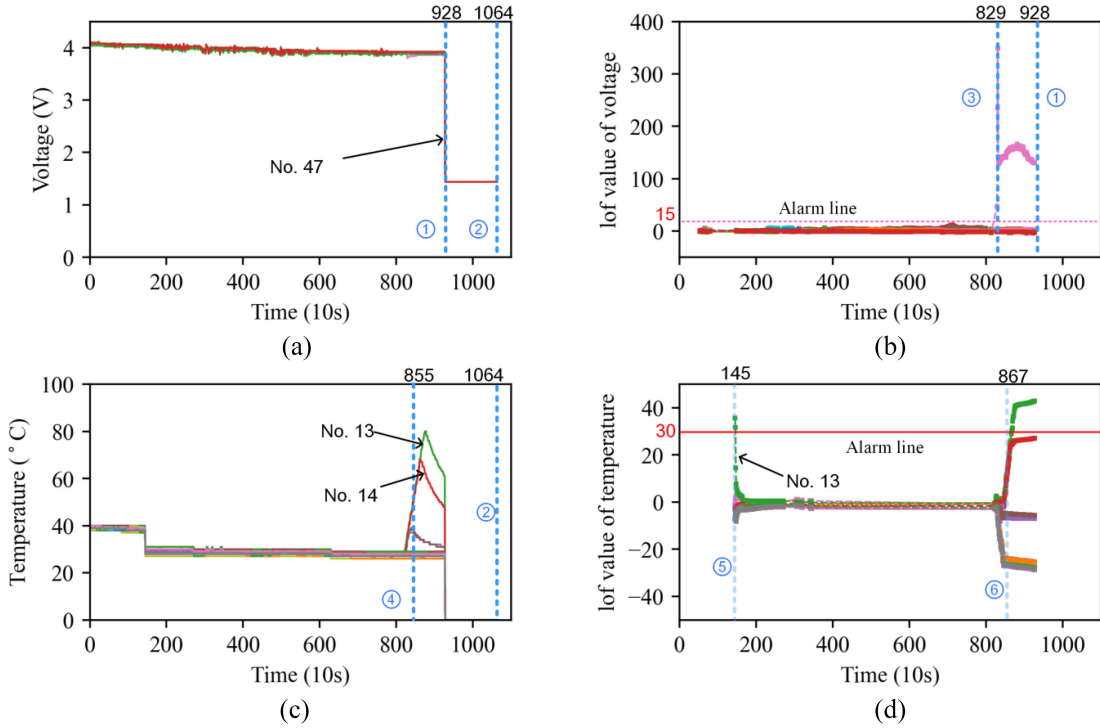 928 1064
Voltage (V)
4
3
2
1
0
No. 47
① ②
0 200 400 600 800 1000
Time (10s)
(a)
829 928
lof value of voltage
400
300
200
100
15
0
③ ①
Alarm line
0 200 400 600 800 1000
Time (10s)
(b)
855 1064
Temperature (°C)
100
80
60
40
20
0
No. 13
No. 14
②
④
0 200 400 600 800 1000
Time (10s)
(c)
145 867
lof value of temperature
40
30
20
0
−20
−40
Alarm line
No. 13
⑤ ⑥
0 200 400 600 800 1000
Time (10s)
(d)